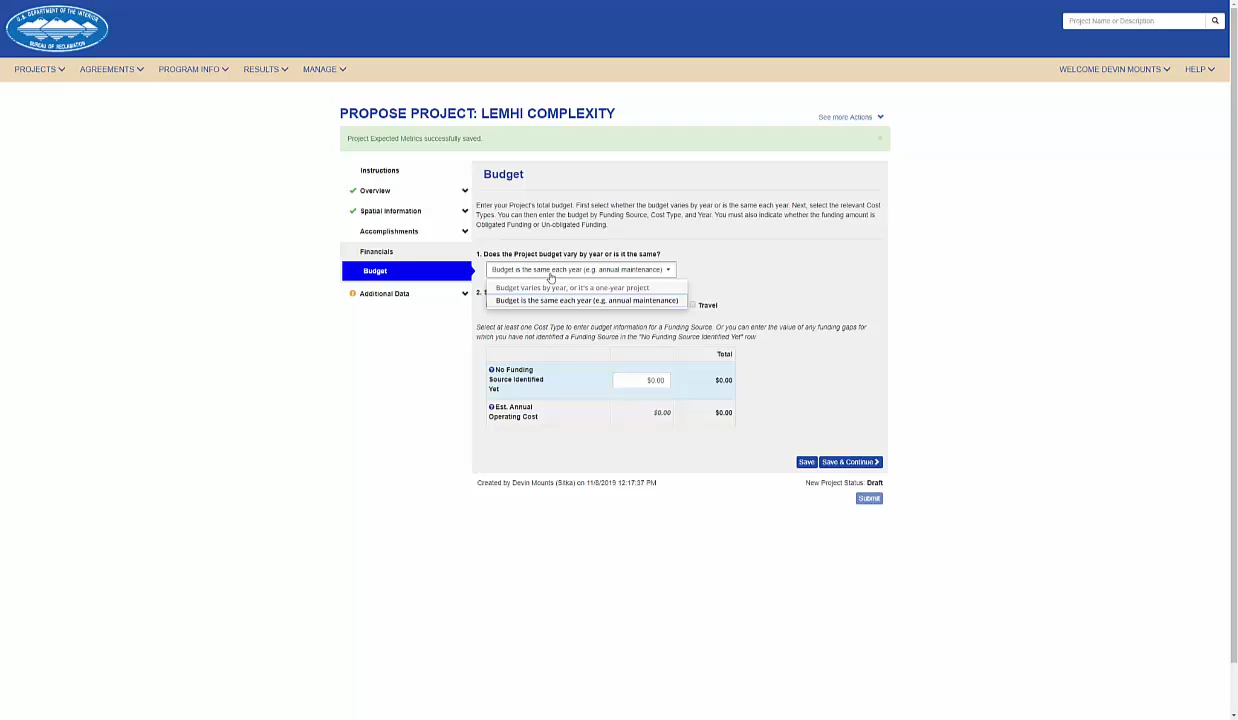 U.S. DEPARTMENT OF THE INTERIOR
BUREAU OF RECLAMATION
Project Name or Description
PROJECTS AGREEMENTS PROGRAM INFO RESULTS MANAGE WELCOME DEVIN MOUNTS HELP
PROPOSE PROJECT: LEMHI COMPLEXITY
See more Actions
Project Expected Metrics successfully saved.
×
Instructions
Overview
Spatial Information
Accomplishments
Financials
Budget
Additional Data
Budget
Enter your Project's total budget. First select whether the budget varies by year or is the same each year. Next, select the relevant Cost
Types. You can then enter the budget by Funding Source, Cost Type, and Year. You must also indicate whether the funding amount is
Obligated Funding or Un-obligated Funding.
1. Does the Project budget vary by year or is it the same?
Budget is the same each year (e.g. annual maintenance)
Budget varies by year, or it's a one-year project
Budget is the same each year (e.g. annual maintenance)
2.
Travel
Select at least one Cost Type to enter budget information for a Funding Source. Or you can enter the value of any funding gaps for
which you have not identified a Funding Source in the "No Funding Source Identified Yet" row
Total
No Funding
Source Identified
Yet
$0.00 $0.00
Est. Annual
Operating Cost
$0.00 $0.00
Save Save & Continue
Created by Devin Mounts (Sitka) on 11/8/2019 12:17:37 PM
New Project Status: Draft
Submit